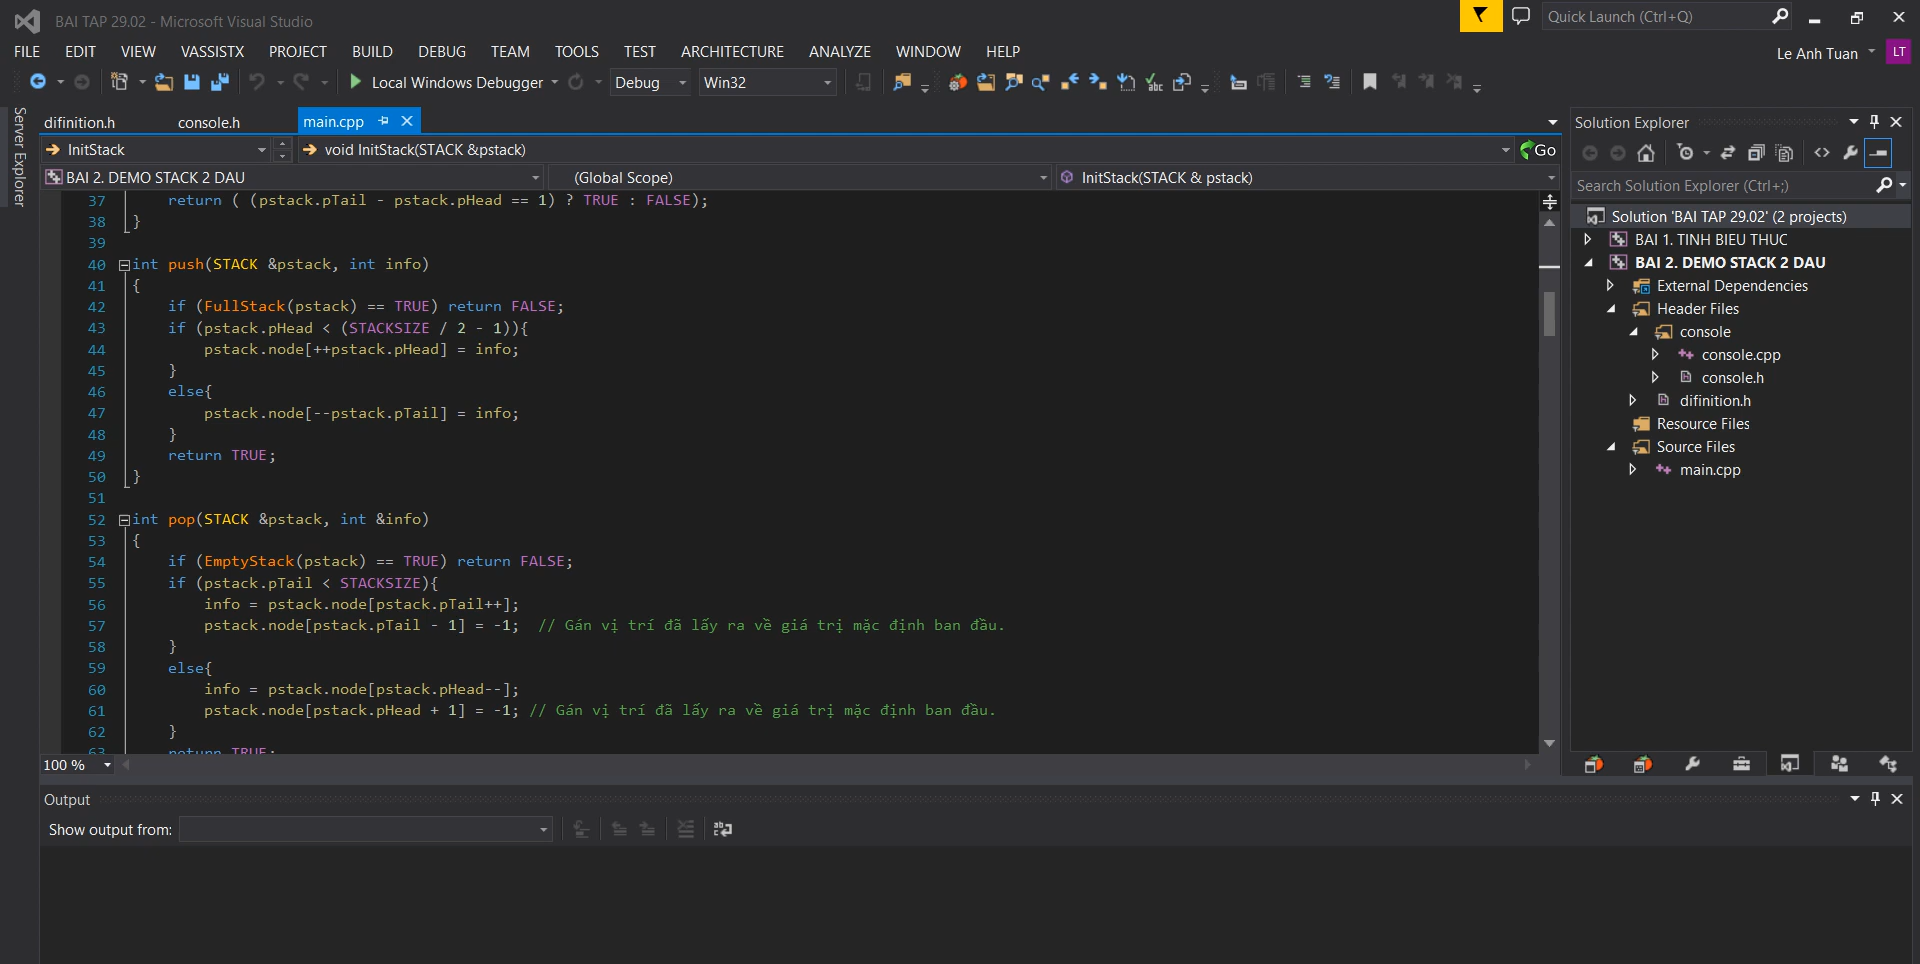 BAI TAP 29.02 - Microsoft Visual Studio
Quick Launch (Ctrl+Q)
FILE EDIT VIEW VASSISTX PROJECT BUILD DEBUG TEAM TOOLS TEST ARCHITECTURE ANALYZE WINDOW HELP
Le Anh Tuan LT
Local Windows Debugger Debug Win32
Server Explorer
difinition.h console.h main.cpp
InitStack void InitStack(STACK &pstack) Go
BAI 2. DEMO STACK 2 DAU (Global Scope) InitStack(STACK & pstack)
37 return ( (pstack.pTail - pstack.pHead == 1) ? TRUE : FALSE);
38 }
39
40 int push(STACK &pstack, int info)
41 {
42 if (FullStack(pstack) == TRUE) return FALSE;
43 if (pstack.pHead < (STACKSIZE / 2 - 1)){
44 pstack.node[++pstack.pHead] = info;
45 }
46 else{
47 pstack.node[--pstack.pTail] = info;
48 }
49 return TRUE;
50 }
51
52 int pop(STACK &pstack, int &info)
53 {
54 if (EmptyStack(pstack) == TRUE) return FALSE;
55 if (pstack.pTail < STACKSIZE){
56 info = pstack.node[pstack.pTail++];
57 pstack.node[pstack.pTail - 1] = -1; // Gán vị trí đã lấy ra về giá trị mặc định ban đầu.
58 }
59 else{
60 info = pstack.node[pstack.pHead--];
61 pstack.node[pstack.pHead + 1] = -1; // Gán vị trí đã lấy ra về giá trị mặc định ban đầu.
62 }
63 return TRUE;
100 %
Solution Explorer
Search Solution Explorer (Ctrl+;)
Solution 'BAI TAP 29.02' (2 projects)
BAI 1. TINH BIEU THUC
BAI 2. DEMO STACK 2 DAU
External Dependencies
Header Files
console
console.cpp
console.h
difinition.h
Resource Files
Source Files
main.cpp
Output
Show output from: